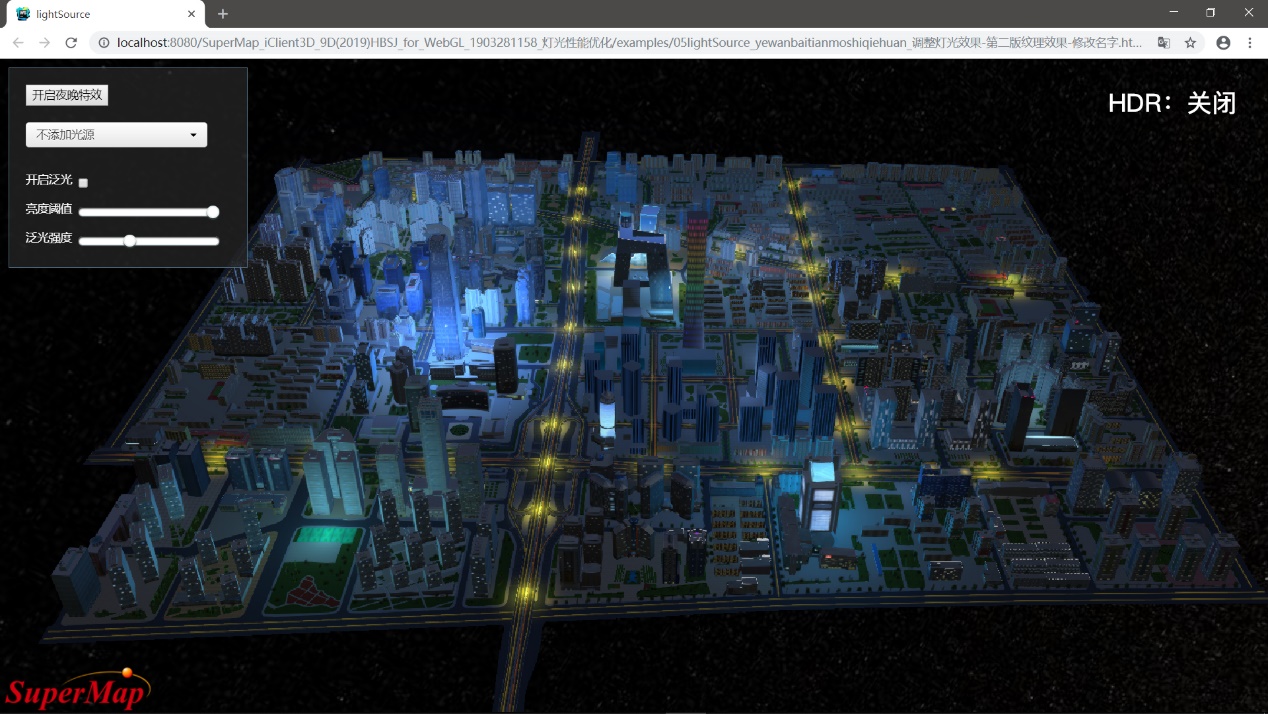 lightSource
localhost:8080/SuperMap_iClient3D_9D(2019)HBSJ_for_WebGL_1903281158_灯光性能优化/examples/05lightSource_yewanbaitianmoshiqiehuan_调整灯光效果-第二版纹理效果-修改名字.ht...
开启夜晚特效
HDR：关闭
不添加光源
开启泛光
亮度阈值
泛光强度
SuperMap